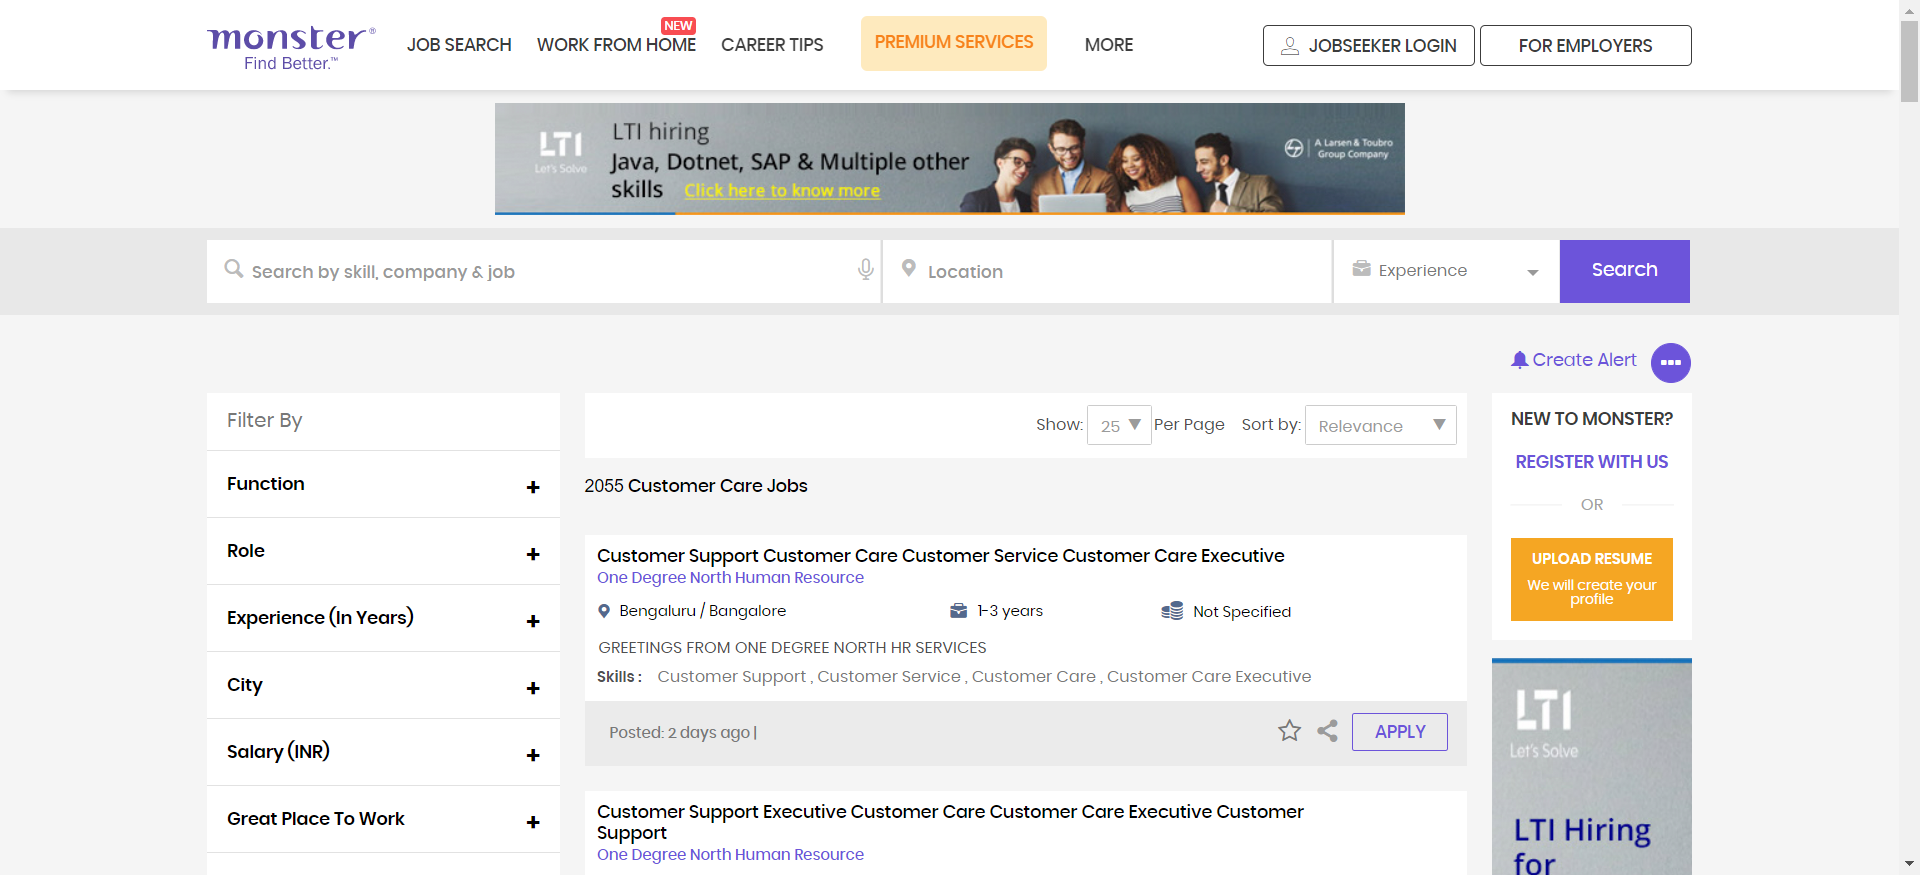 monster®
Find Better.™
JOB SEARCH
WORK FROM HOME
NEW
CAREER TIPS
PREMIUM SERVICES
MORE
JOBSEEKER LOGIN
FOR EMPLOYERS
LTI
Let's Solve
LTI hiring
Java, Dotnet, SAP & Multiple other
skills Click here to know more
A Larsen & Toubro
Group Company
Search by skill, company & job
Location
Experience
Search
Create Alert
Filter By
Function
Role
Experience (In Years)
City
Salary (INR)
Great Place To Work
Show: 25 Per Page Sort by: Relevance
2055 Customer Care Jobs
Customer Support Customer Care Customer Service Customer Care Executive
One Degree North Human Resource
Bengaluru / Bangalore
1-3 years
Not Specified
GREETINGS FROM ONE DEGREE NORTH HR SERVICES
Skills : Customer Support , Customer Service , Customer Care , Customer Care Executive
Posted: 2 days ago |
APPLY
Customer Support Executive Customer Care Customer Care Executive Customer
Support
One Degree North Human Resource
NEW TO MONSTER?
REGISTER WITH US
OR
UPLOAD RESUME
We will create your
profile
LTI
Let's Solve
LTI Hiring
for